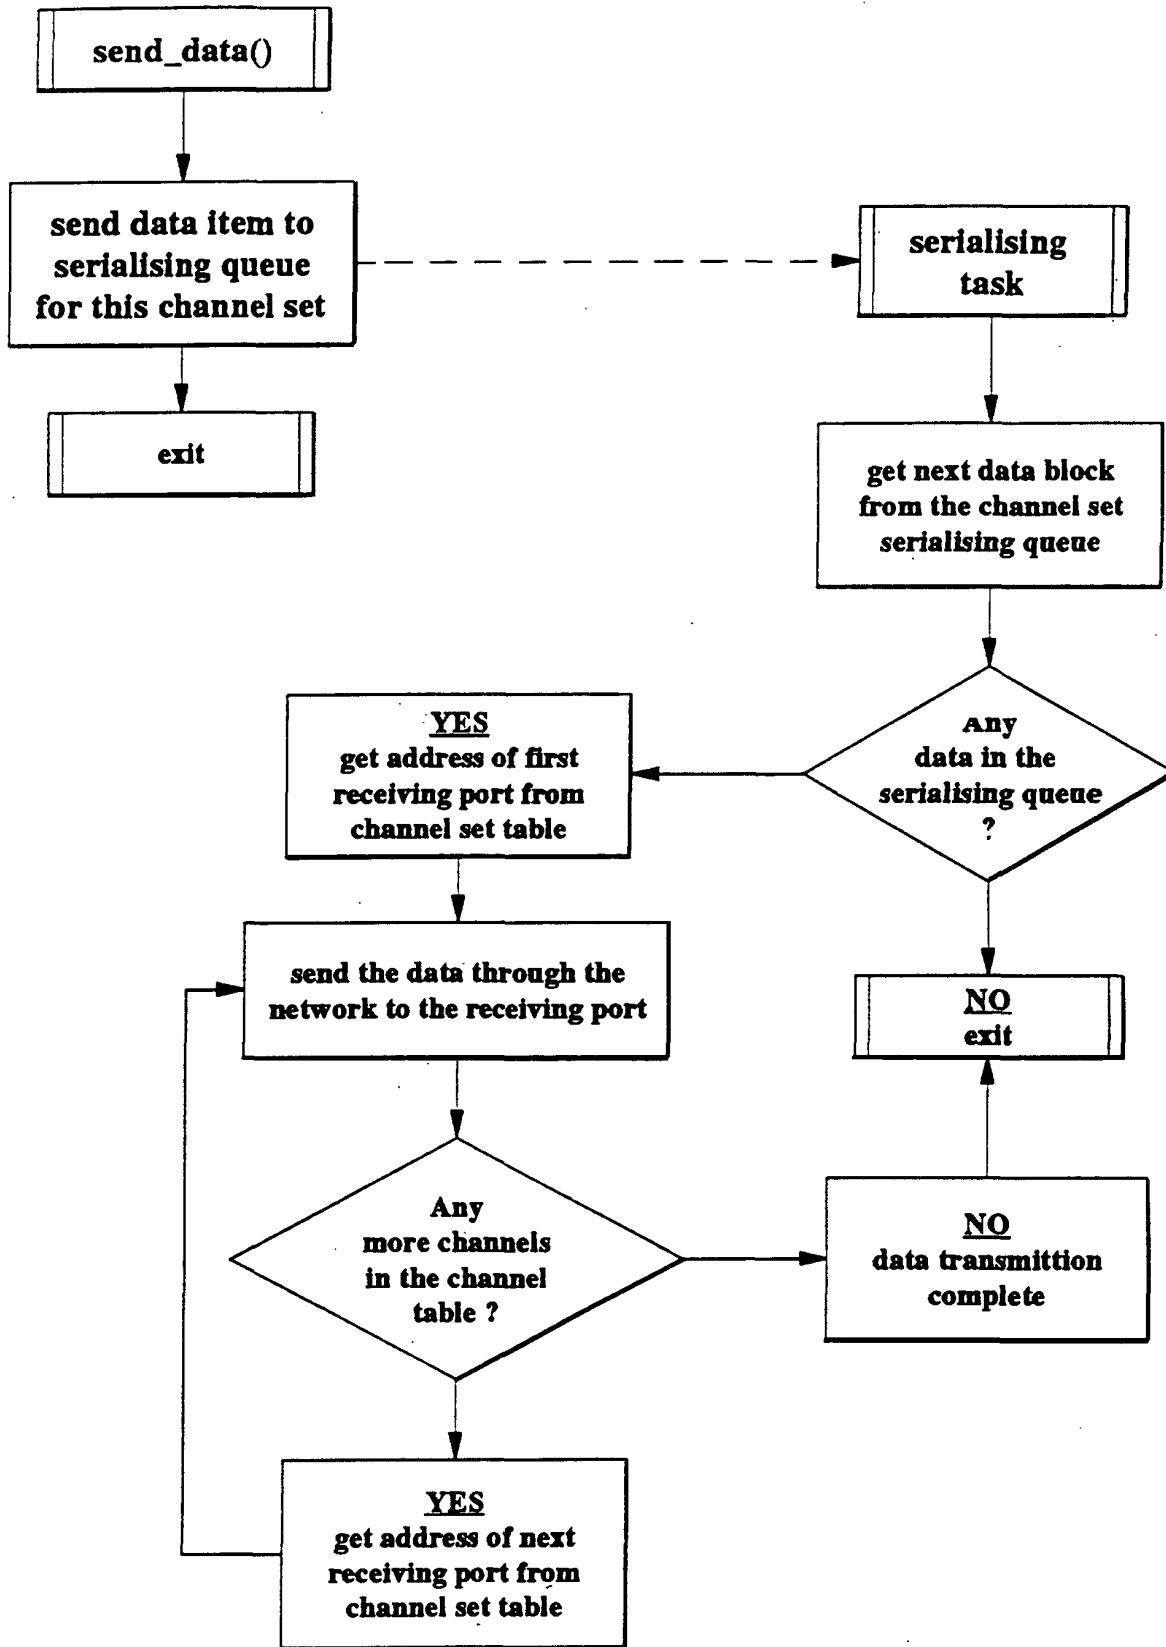 send_data()
send data item to
serialising queue
for this channel set
exit
serialising
task
get next data block
from the channel set
serialising queue
Any
data in the
serialising queue
?
YES
get address of first
receiving port from
channel set table
send the data through the
network to the receiving port
NO
exit
Any
more channels
in the channel
table ?
NO
data transmittion
complete
YES
get address of next
receiving port from
channel set table